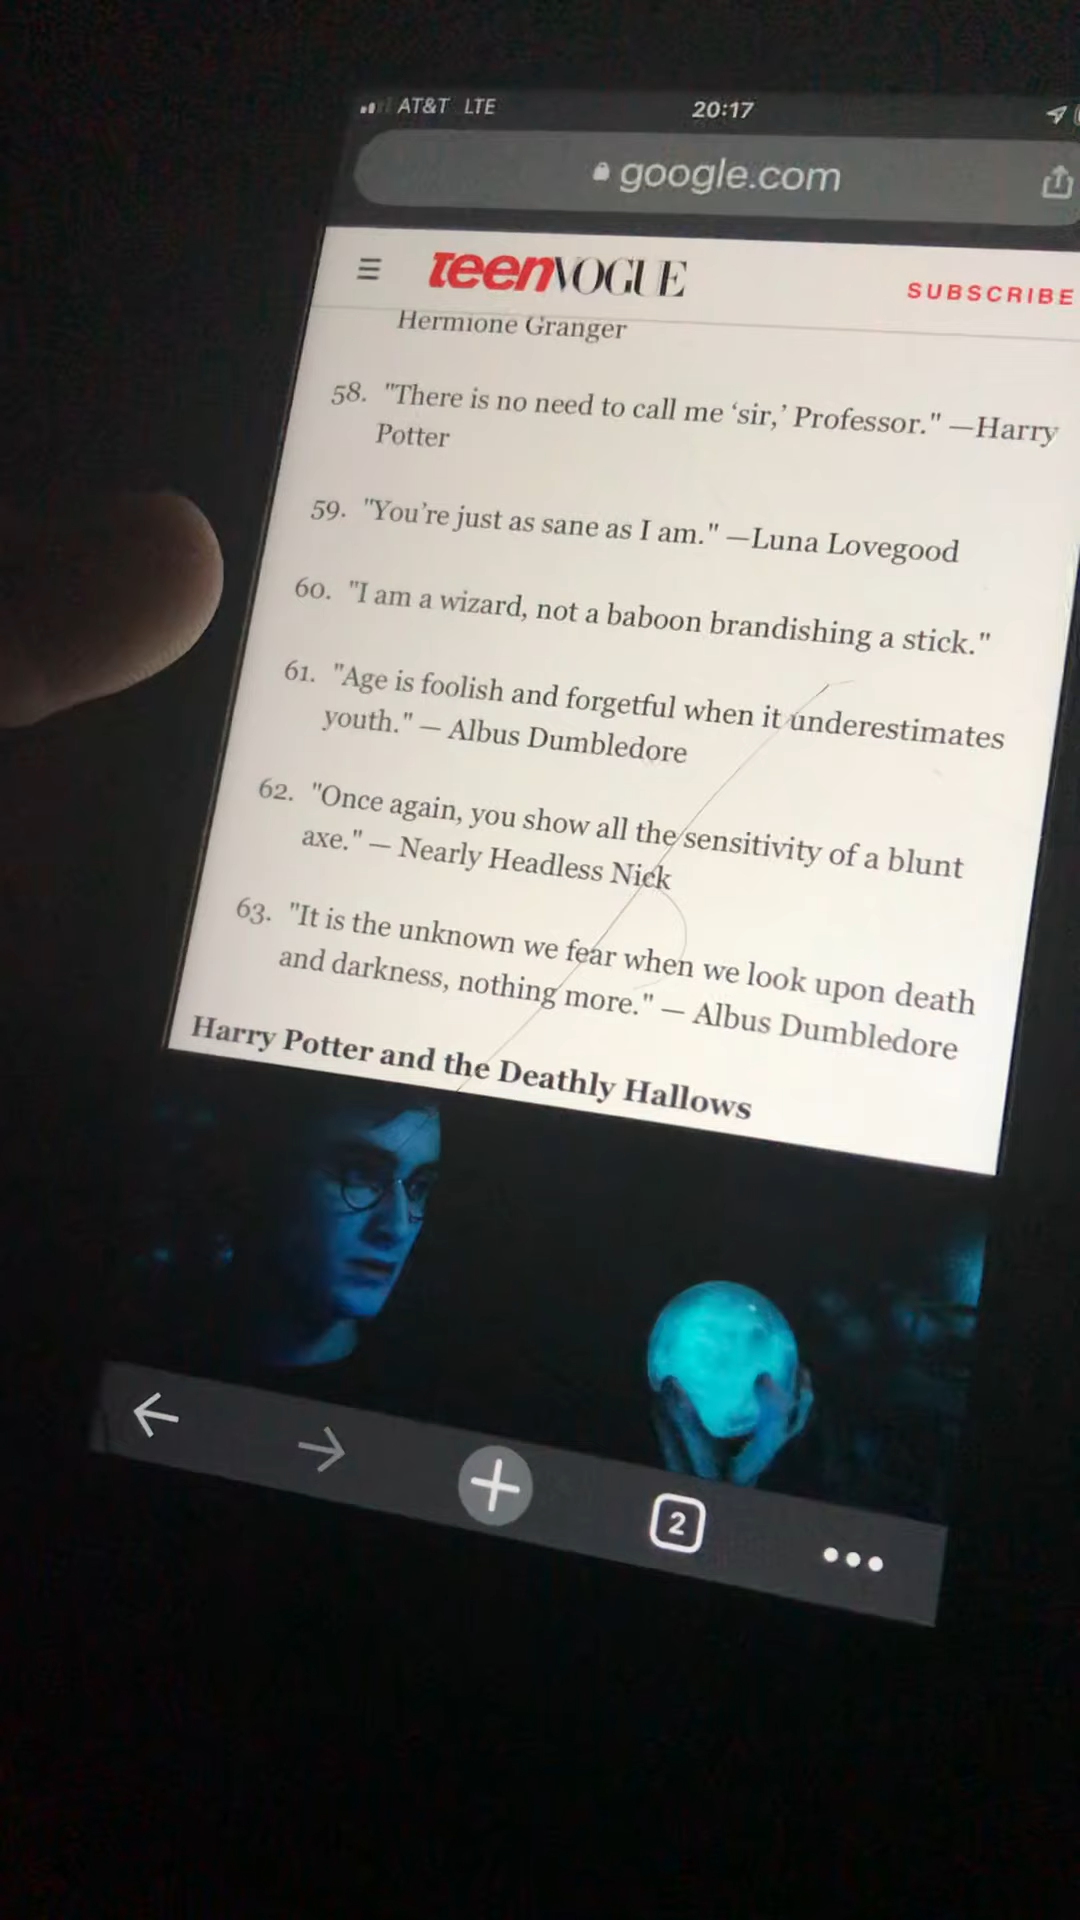 AT&T LTE 20:17
google.com
teenVOGUE SUBSCRIBE
Hermione Granger
58. "There is no need to call me ‘sir,’ Professor." —Harry
Potter
59. "You’re just as sane as I am." —Luna Lovegood
60. "I am a wizard, not a baboon brandishing a stick."
61. "Age is foolish and forgetful when it underestimates
youth." — Albus Dumbledore
62. "Once again, you show all the sensitivity of a blunt
axe." — Nearly Headless Nick
63. "It is the unknown we fear when we look upon death
and darkness, nothing more." — Albus Dumbledore
Harry Potter and the Deathly Hallows
2